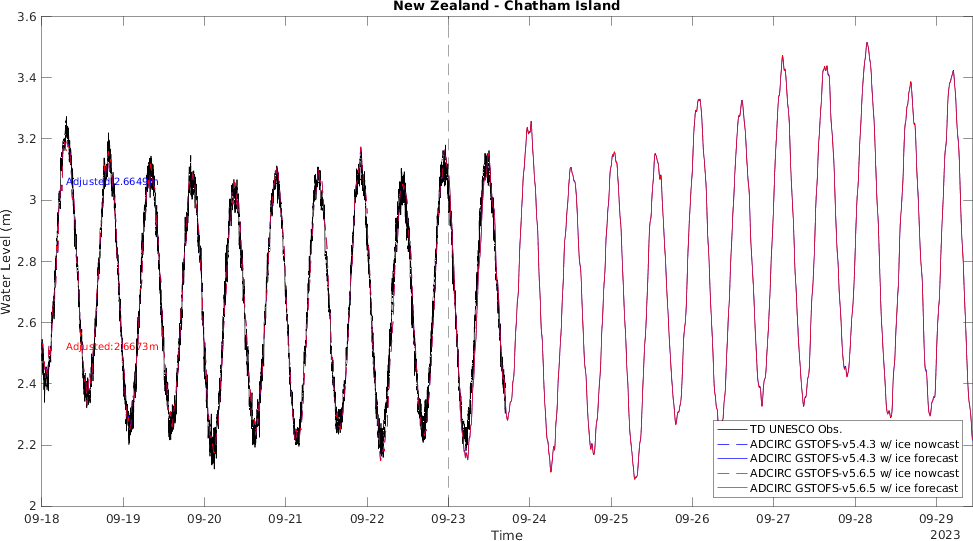 New Zealand - Chatham Island
3.6
3.4
3.2
3
2.8
2.6
2.4
2.2
2
Water Level (m)
Adjusted:2.6649m
Adjusted:2.6673m
TD UNESCO Obs.
ADCIRC GSTOFS-v5.4.3 w/ ice nowcast
ADCIRC GSTOFS-v5.4.3 w/ ice forecast
ADCIRC GSTOFS-v5.6.5 w/ ice nowcast
ADCIRC GSTOFS-v5.6.5 w/ ice forecast
09-18 09-19 09-20 09-21 09-22 09-23 09-24 09-25 09-26 09-27 09-28 09-29
Time
2023